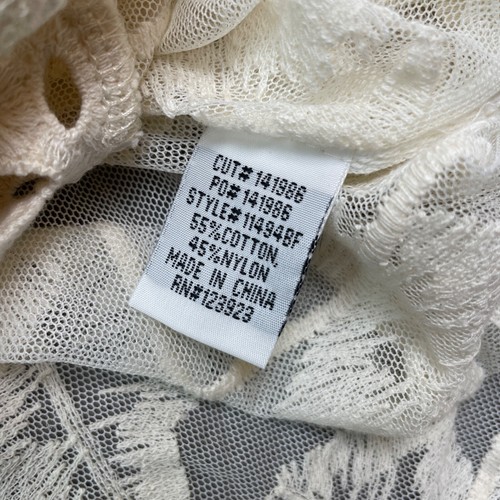 CUT# 141986
PO# 141986
STYLE# 11494BF
55%COTTON,
45%NYLON
MADE IN CHINA
RN#123923